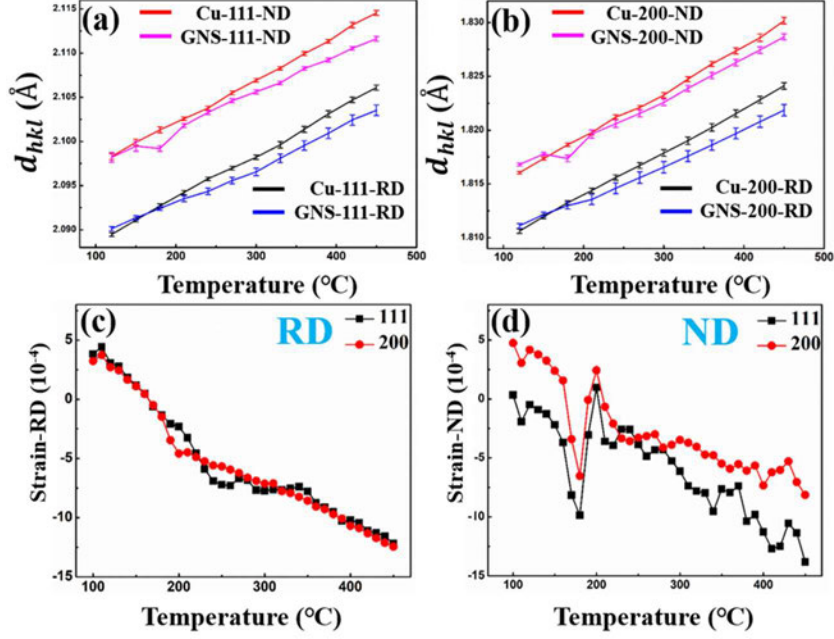 (a)
Cu-111-ND
GNS-111-ND
Cu-111-RD
GNS-111-RD
d_hkl (Å)
2.115
2.110
2.105
2.100
2.095
2.090
100 200 300 400 500
Temperature (°C)
(b)
Cu-200-ND
GNS-200-ND
Cu-200-RD
GNS-200-RD
d_hkl (Å)
1.830
1.825
1.820
1.815
1.810
100 200 300 400 500
Temperature (°C)
(c)
RD
111
200
Strain-RD (10⁻⁴)
5
0
-5
-10
-15
100 200 300 400
Temperature (°C)
(d)
ND
111
200
Strain-ND (10⁻⁴)
5
0
-5
-10
-15
100 200 300 400
Temperature (°C)